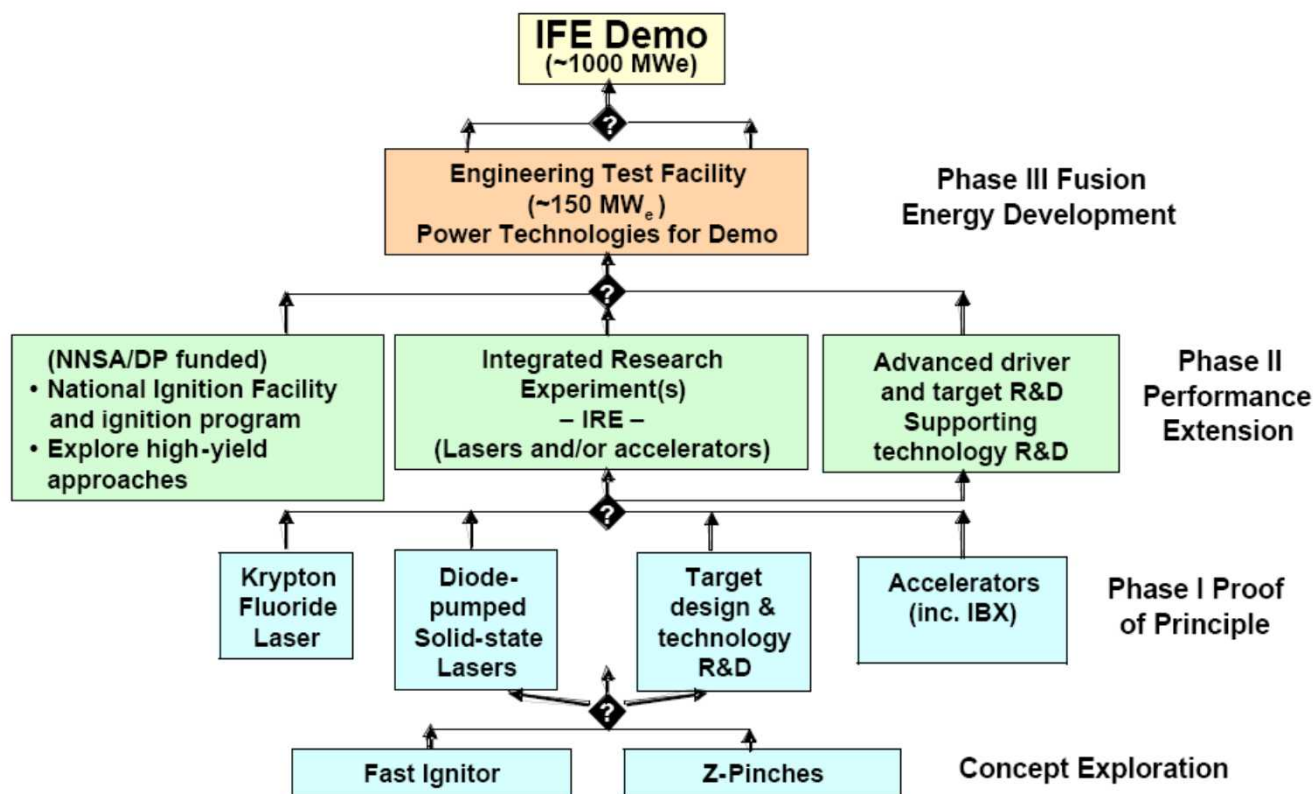 IFE Demo
(~1000 MWe)
?
Engineering Test Facility
(~150 MWe)
Power Technologies for Demo
Phase III Fusion
Energy Development
?
(NNSA/DP funded)
• National Ignition Facility
and ignition program
• Explore high-yield
approaches
Integrated Research
Experiment(s)
– IRE –
(Lasers and/or accelerators)
Advanced driver
and target R&D
Supporting
technology R&D
Phase II
Performance
Extension
?
Krypton
Fluoride
Laser
Diode-
pumped
Solid-state
Lasers
Target
design &
technology
R&D
Accelerators
(inc. IBX)
Phase I Proof
of Principle
?
Fast Ignitor
Z-Pinches
Concept Exploration